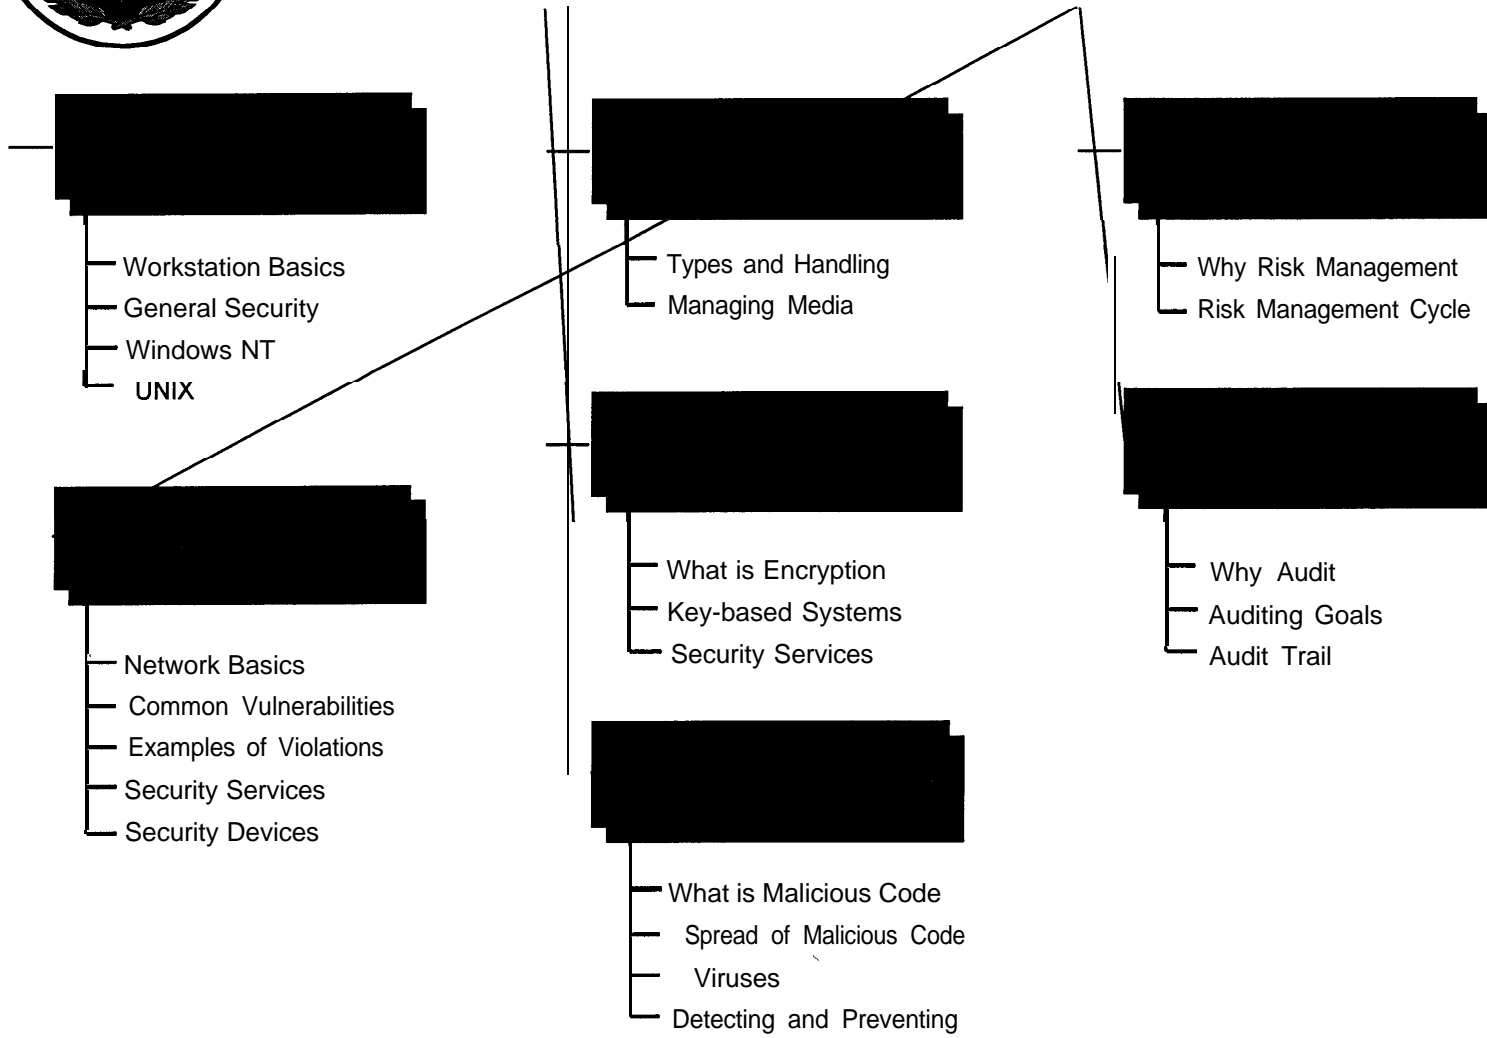 Workstation Basics
General Security
Windows NT
UNIX
Network Basics
Common Vulnerabilities
Examples of Violations
Security Services
Security Devices
Types and Handling
Managing Media
What is Encryption
Key-based Systems
Security Services
What is Malicious Code
Spread of Malicious Code
Viruses
Detecting and Preventing
Why Risk Management
Risk Management Cycle
Why Audit
Auditing Goals
Audit Trail